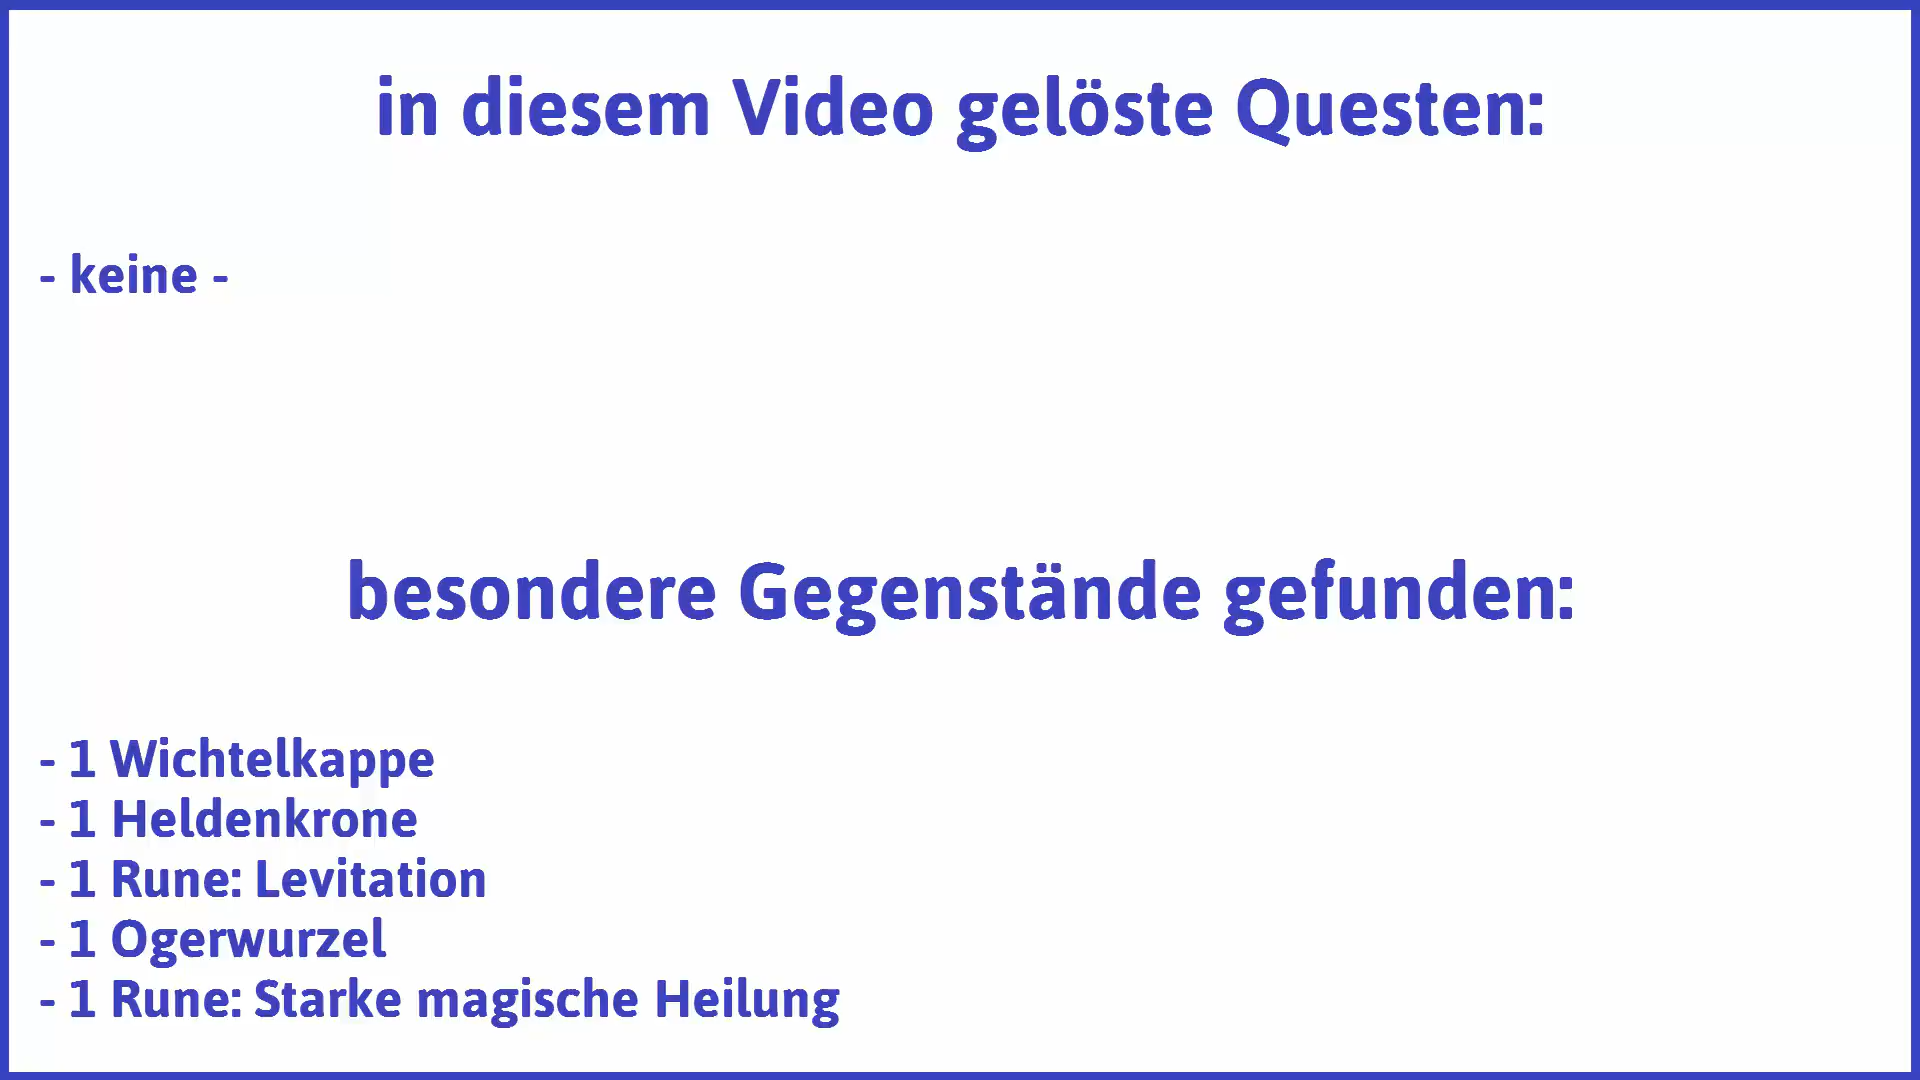 in diesem Video gelöste Questen:
- keine -
besondere Gegenstände gefunden:
- 1 Wichtelkappe
- 1 Heldenkrone
- 1 Rune: Levitation
- 1 Ogerwurzel
- 1 Rune: Starke magische Heilung